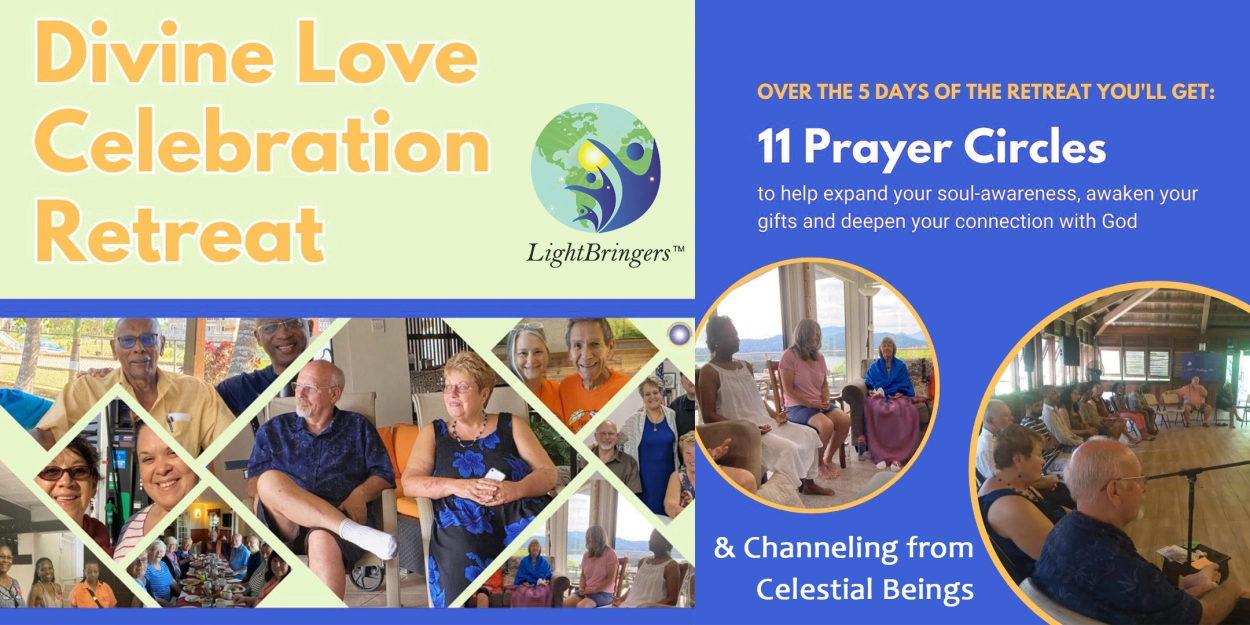 Divine Love
Celebration
Retreat
LightBringers™
OVER THE 5 DAYS OF THE RETREAT YOU'LL GET:
11 Prayer Circles
to help expand your soul-awareness, awaken your
gifts and deepen your connection with God
& Channeling from
Celestial Beings